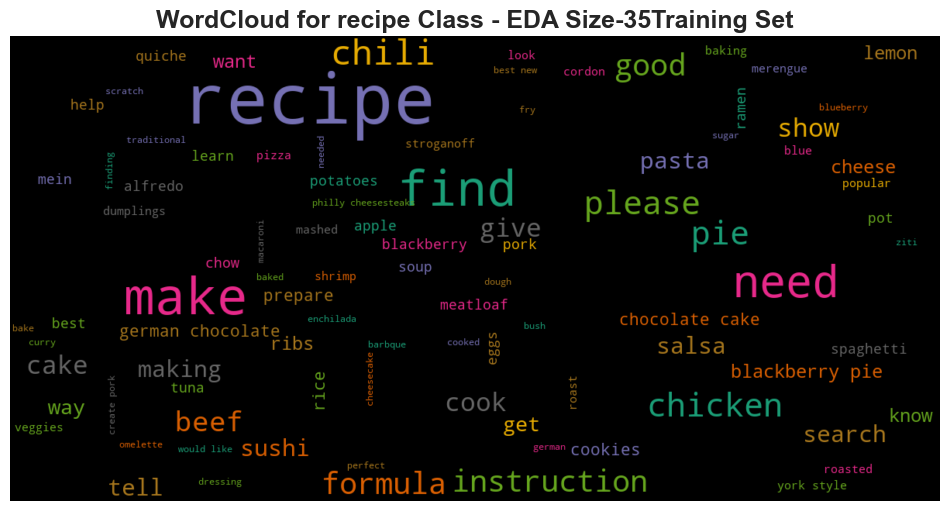 WordCloud for recipe Class - EDA Size-35Training Set
quiche
want
chili
look
best new
cordon
good
baking
merengue
lemon
scratch
help
recipe
fry
ramen
blueberry
show
sugar
traditional
finding
learn
pizza
needed
stroganoff
pasta
blue
cheese
popular
mein
alfredo
potatoes
find
philly cheesesteaks
please
dumplings
macaroni
mashed
apple
give
blackberry
pork
pie
pot
ziti
chow
baked
shrimp
soup
dough
need
make
prepare
meatloaf
enchilada
bush
chocolate cake
bake
best
german chocolate
curry
ribs
barbque
cooked
eggs
salsa
spaghetti
cake
making
tuna
create pork
rice
cheesecake
roast
blackberry pie
way
veggies
beef
cook
get
chicken
know
omelette
would like
sushi
german
cookies
search
perfect
roasted
tell
dressing
formula
instruction
york style